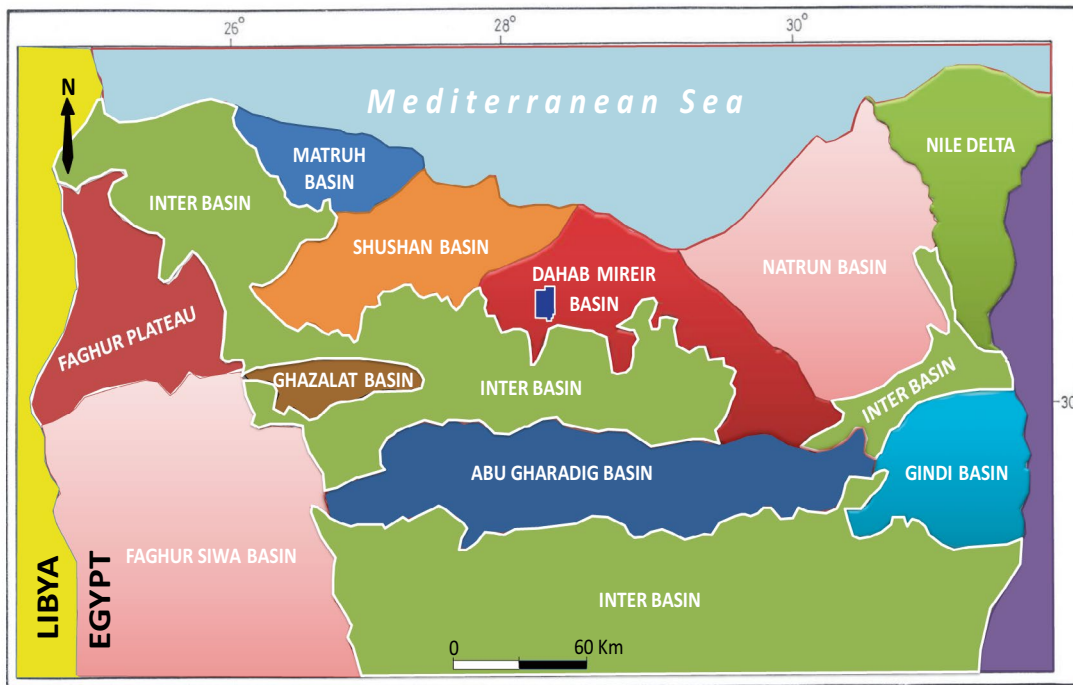 26°
28°
30°
N
Mediterranean Sea
MATRUH
BASIN
NILE DELTA
INTER BASIN
SHUSHAN BASIN
DAHAB MIREIR
BASIN
NATRUN BASIN
FAGHUR PLATEAU
GHAZALAT BASIN
INTER BASIN
INTER BASIN
30
ABU GHARADIG BASIN
GINDI BASIN
FAGHUR SIWA BASIN
LIBYA
EGYPT
INTER BASIN
0
60 Km